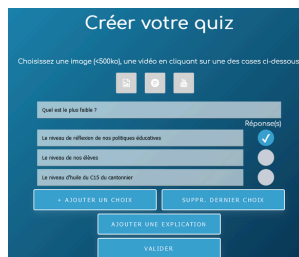 Créer votre quiz
Choisissez une image (<500ko), une vidéo en cliquant sur une des cases ci-dessous
Quel est le plus faible ?
Réponse(s)
Le niveau de réflexion de nos politiques éducatives
Le niveau de nos élèves
Le niveau d'huile du C15 du cantonnier
+ AJOUTER UN CHOIX
SUPPR. DERNIER CHOIX
AJOUTER UNE EXPLICATION
VALIDER